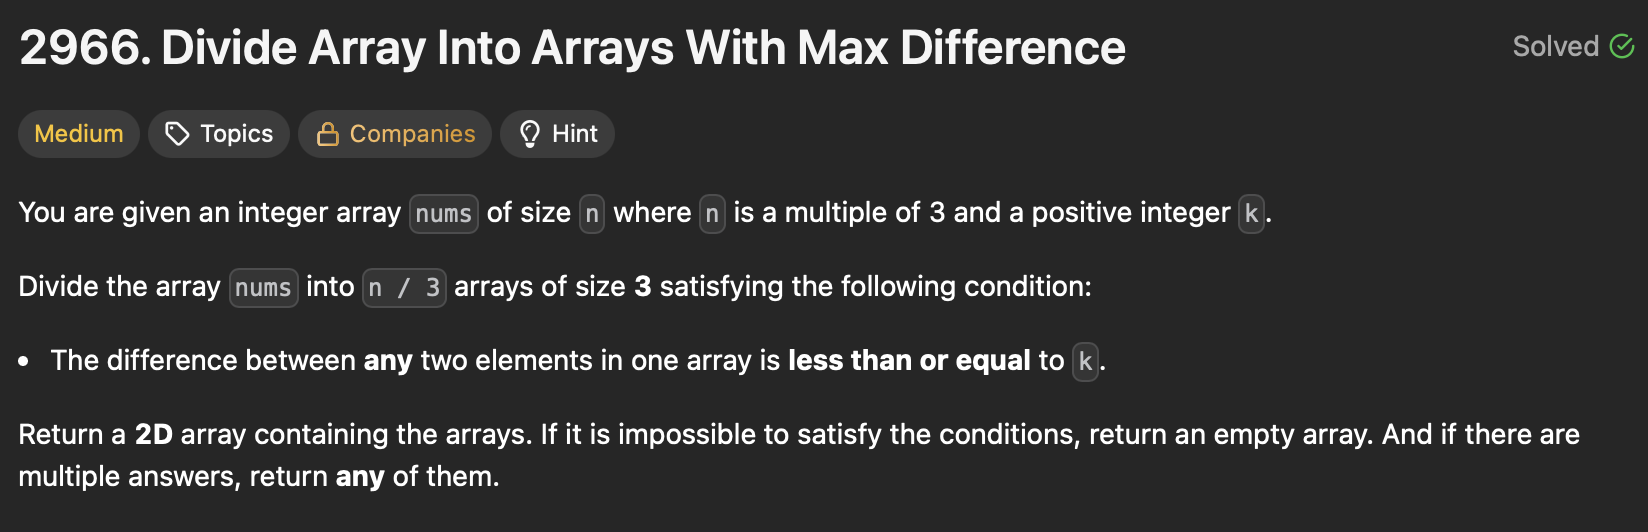 2966. Divide Array Into Arrays With Max Difference
Solved
Medium Topics Companies Hint
You are given an integer array nums of size n where n is a multiple of 3 and a positive integer k.
Divide the array nums into n / 3 arrays of size 3 satisfying the following condition:
• The difference between any two elements in one array is less than or equal to k.
Return a 2D array containing the arrays. If it is impossible to satisfy the conditions, return an empty array. And if there are
multiple answers, return any of them.